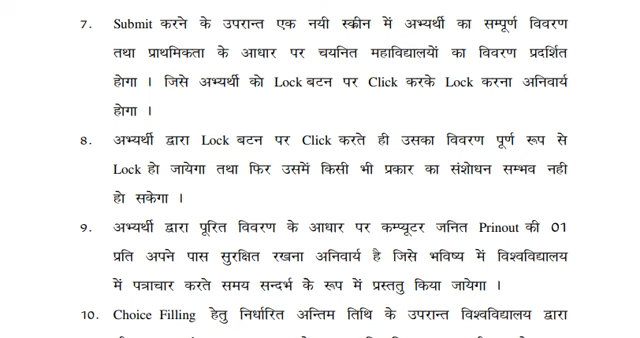 7. Submit करने के उपरान्त एक नयी स्क्रीन में अभ्यर्थी का सम्पूर्ण विवरण
तथा प्राथमिकता के आधार पर चयनित महाविद्यालयों का विवरण प्रदर्शित
होगा । जिसे अभ्यर्थी को Lock बटन पर Click करके Lock करना अनिवार्य
होगा ।
8. अभ्यर्थी द्वारा Lock बटन पर Click करते ही उसका विवरण पूर्ण रूप से
Lock हो जायेगा तथा फिर उसमें किसी भी प्रकार का संशोधन सम्भव नही
हो सकेगा ।
9. अभ्यर्थी द्वारा पूरित विवरण के आधार पर कम्प्यूटर जनित Prinout की 01
प्रति अपने पास सुरक्षित रखना अनिवार्य है जिसे भविष्य में विश्वविद्यालय
में पत्राचार करते समय सन्दर्भ के रूप में प्रस्ततु किया जायेगा ।
10. Choice Filling हेतु निर्धारित अन्तिम तिथि के उपरान्त विश्वविद्यालय द्वारा